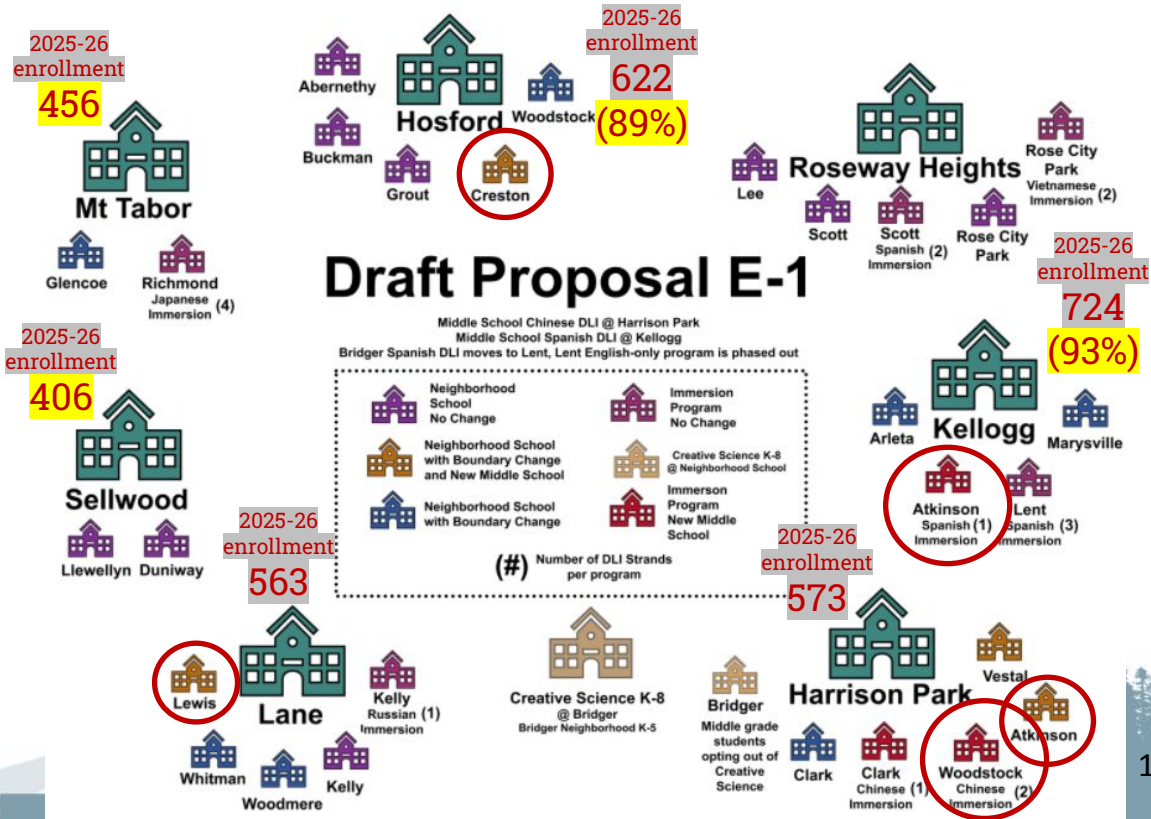 2025-26
enrollment
456
Mt Tabor
Glencoe
Richmond
Japanese
Immersion (4)
Abernethy
Buckman
Hosford
Woodstock
Grout
Creston
2025-26
enrollment
622
(89%)
Roseway Heights
Lee
Scott
Scott
Spanish (2)
Immersion
Rose City
Park
Rose City
Park
Vietnamese
Immersion (2)
Draft Proposal E-1
Middle School Chinese DLI @ Harrison Park
Middle School Spanish DLI @ Kellogg
Bridger Spanish DLI moves to Lent, Lent English-only program is phased out
Neighborhood
School
No Change
Immersion
Program
No Change
Neighborhood School
with Boundary Change
and New Middle School
Creative Science K-8
@ Neighborhood School
Neighborhood School
with Boundary Change
Immerson
Program
New Middle
School
(#) Number of DLI Strands
per program
2025-26
enrollment
406
Sellwood
Llewellyn Duniway
2025-26
enrollment
724
(93%)
Arleta
Kellogg
Marysville
Atkinson
Spanish (1)
Immersion
Lent
Spanish (3)
Immersion
2025-26
enrollment
563
Lewis
Lane
Kelly
Russian (1)
Immersion
Whitman
Woodmere
Kelly
Creative Science K-8
@ Bridger
Bridger Neighborhood K-5
2025-26
enrollment
573
Bridger
Middle grade
students
opting out of
Creative
Science
Harrison Park
Vestal
Atkinson
Clark
Clark
Chinese (1)
Immersion
Woodstock
Chinese (2)
Immersion
1